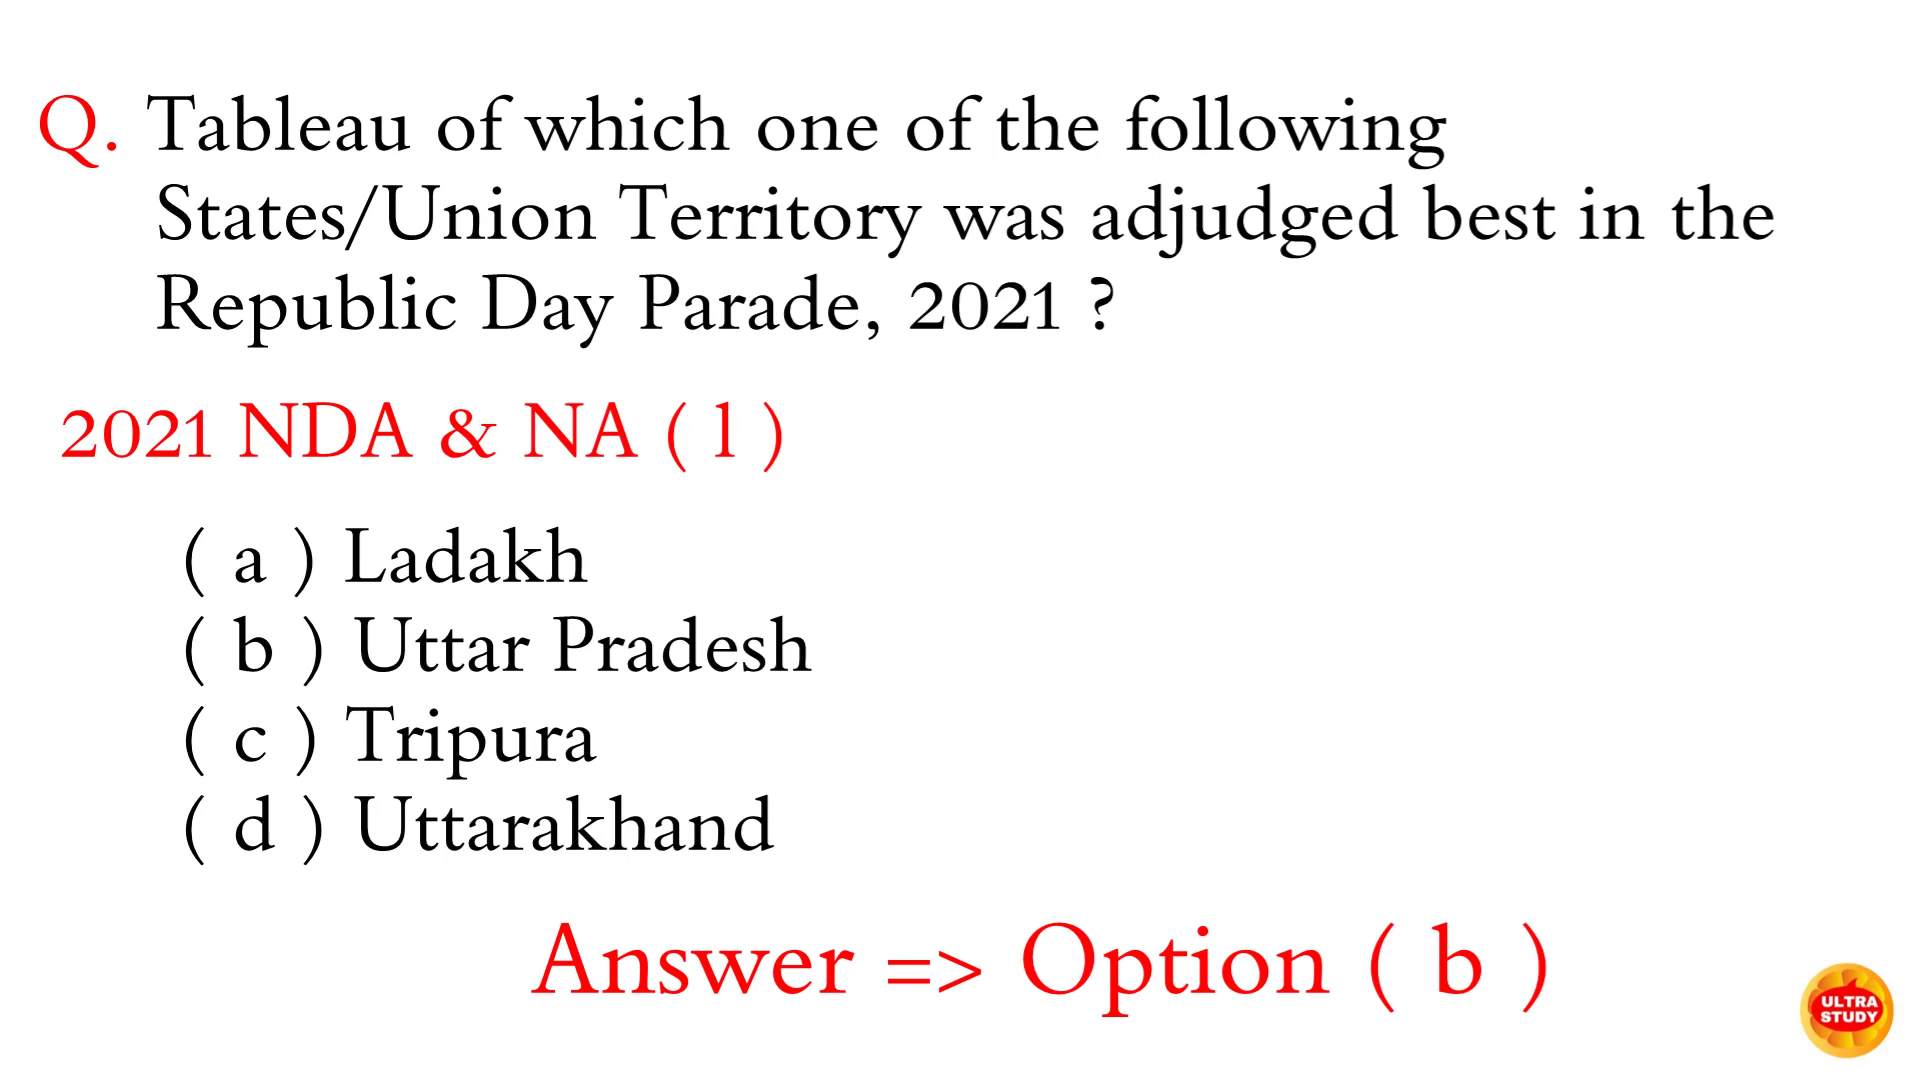 Q. Tableau of which one of the following
States/Union Territory was adjudged best in the
Republic Day Parade, 2021 ?
2021 NDA & NA ( l )
( a ) Ladakh
( b ) Uttar Pradesh
( c ) Tripura
( d ) Uttarakhand
Answer => Option ( b )
ULTRA
STUDY